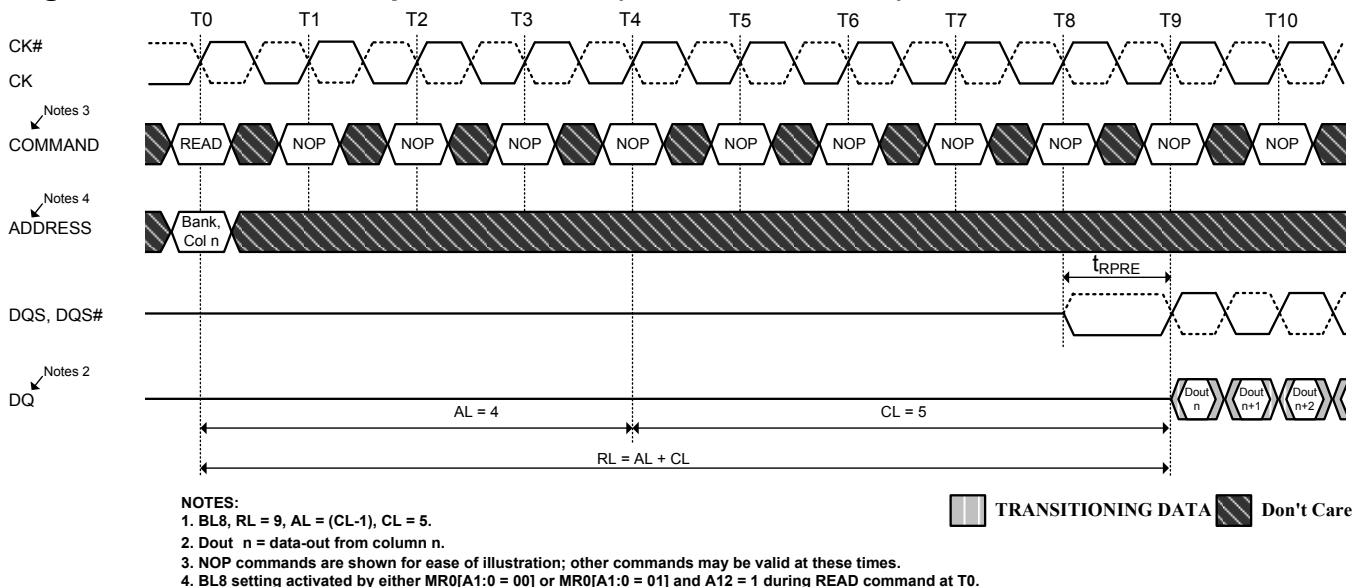 T0 T1 T2 T3 T4 T5 T6 T7 T8 T9 T10
CK#
CK
Notes 3
COMMAND
READ NOP NOP NOP NOP NOP NOP NOP NOP NOP NOP
Notes 4
ADDRESS
Bank,
Col n
tRPRE
DQS, DQS#
Notes 2
DQ
Dout
n
Dout
n+1
Dout
n+2
AL = 4
CL = 5
RL = AL + CL
NOTES:
1. BL8, RL = 9, AL = (CL-1), CL = 5.
2. Dout n = data-out from column n.
3. NOP commands are shown for ease of illustration; other commands may be valid at these times.
4. BL8 setting activated by either MR0[A1:0 = 00] or MR0[A1:0 = 01] and A12 = 1 during READ command at T0.
TRANSITIONING DATA
Don't Care